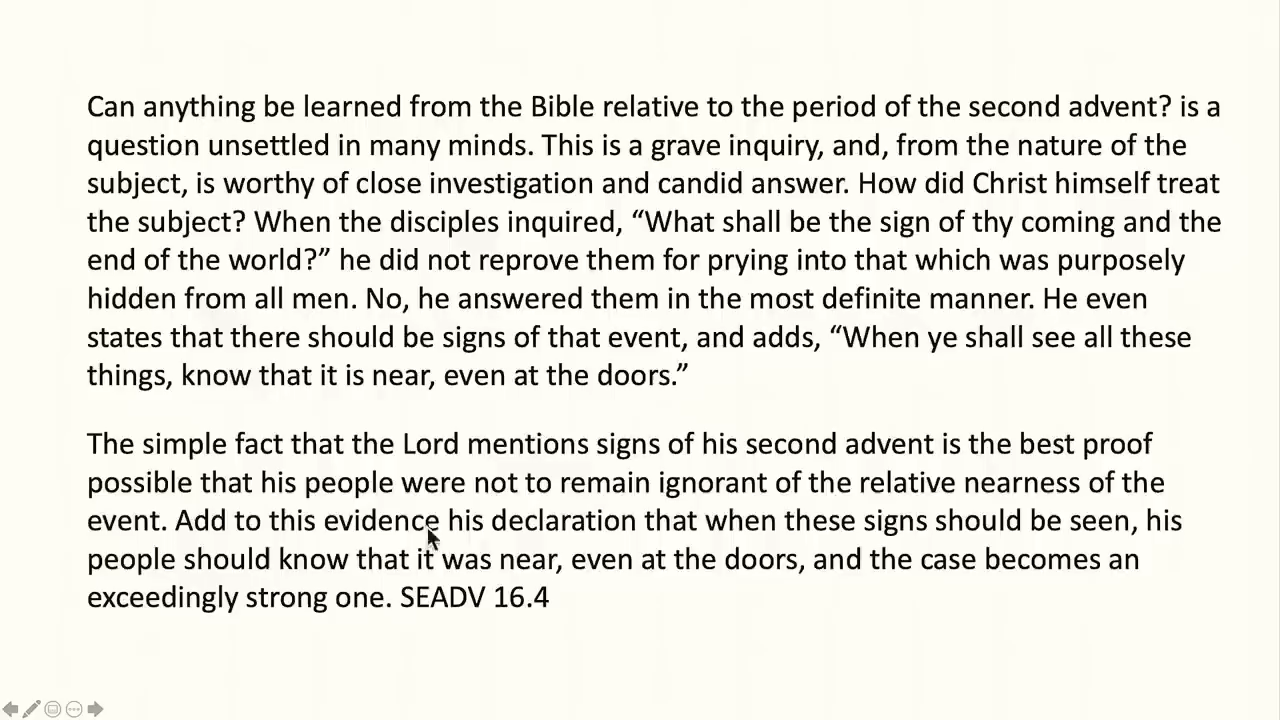 Can anything be learned from the Bible relative to the period of the second advent? is a
question unsettled in many minds. This is a grave inquiry, and, from the nature of the
subject, is worthy of close investigation and candid answer. How did Christ himself treat
the subject? When the disciples inquired, “What shall be the sign of thy coming and the
end of the world?” he did not reprove them for prying into that which was purposely
hidden from all men. No, he answered them in the most definite manner. He even
states that there should be signs of that event, and adds, “When ye shall see all these
things, know that it is near, even at the doors.”
The simple fact that the Lord mentions signs of his second advent is the best proof
possible that his people were not to remain ignorant of the relative nearness of the
event. Add to this evidence his declaration that when these signs should be seen, his
people should know that it was near, even at the doors, and the case becomes an
exceedingly strong one. SEADV 16.4